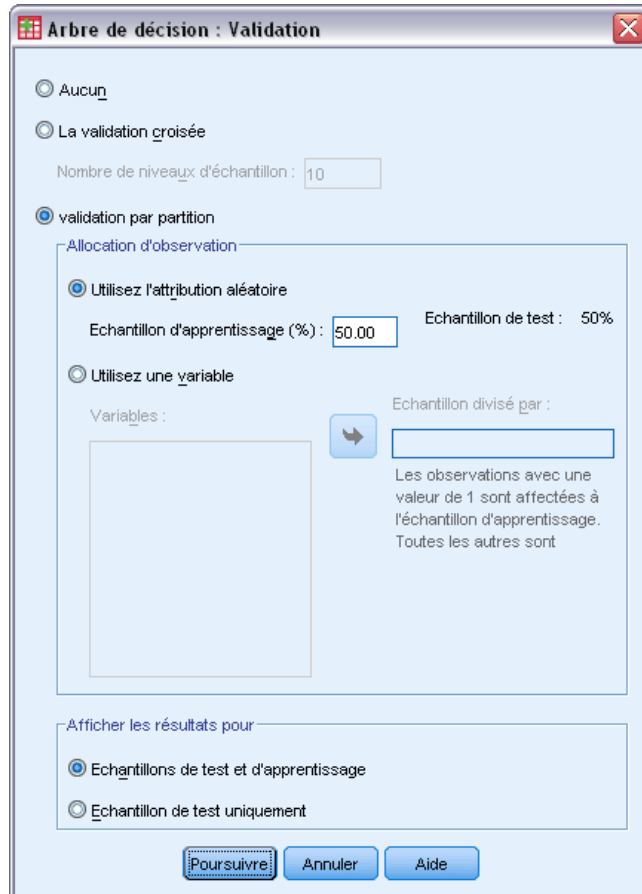 Arbre de décision : Validation
Aucun
La validation croisée
Nombre de niveaux d'échantillon : 10
validation par partition
Allocation d'observation
Utilisez l'attribution aléatoire
Echantillon d'apprentissage (%) : 50.00 Echantillon de test : 50%
Utilisez une variable
Variables :
Echantillon divisé par :
Les observations avec une
valeur de 1 sont affectées à
l'échantillon d'apprentissage.
Toutes les autres sont
Afficher les résultats pour
Echantillons de test et d'apprentissage
Echantillon de test uniquement
Poursuivre Annuler Aide